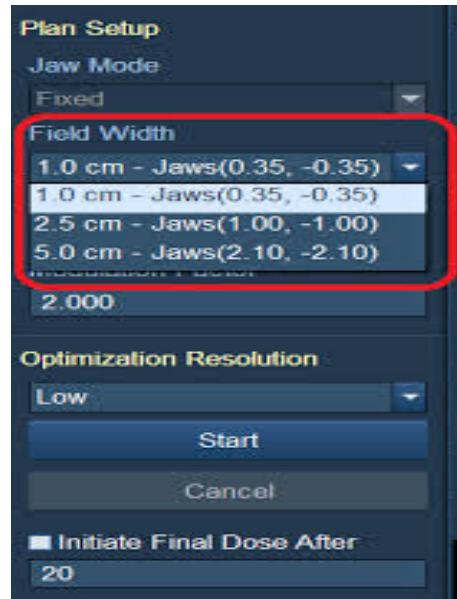 Plan Setup
Jaw Mode
Fixed
Field Width
1.0 cm - Jaws(0.35, -0.35)
1.0 cm - Jaws(0.35, -0.35)
2.5 cm - Jaws(1.00, -1.00)
5.0 cm - Jaws(2.10, -2.10)
Modulation Factor
2.000
Optimization Resolution
Low
Start
Cancel
Initiate Final Dose After
20